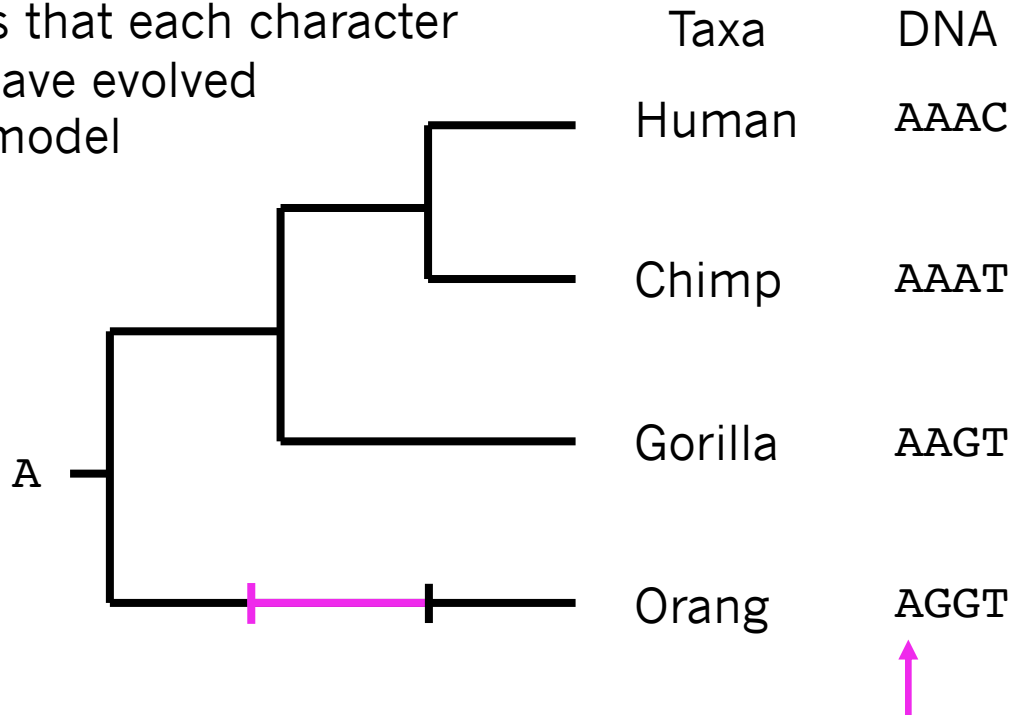 s that each character
ave evolved
model
Taxa DNA
Human AAAC
Chimp AAAT
Gorilla AAGT
A
Orang AGGT